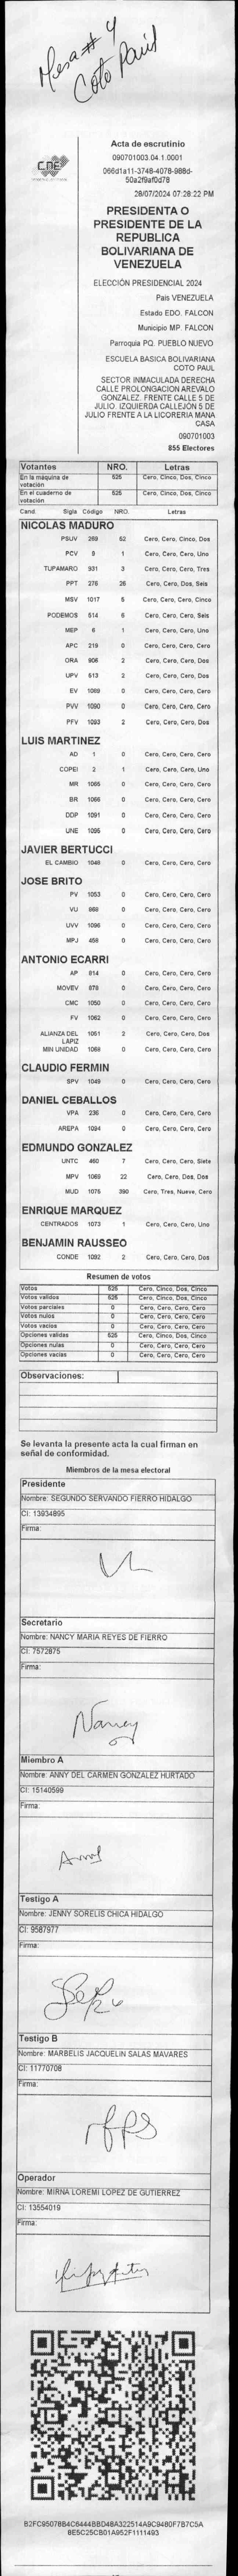 Mesa # 4
Coto Paúl
CNE
Acta de escrutinio
090701003.04.1.0001
066d1a11-3748-4078-988d-
50a2f9af0d78
28/07/2024 07:28:22 PM
PRESIDENTA O
PRESIDENTE DE LA
REPUBLICA
BOLIVARIANA DE
VENEZUELA
ELECCIÓN PRESIDENCIAL 2024
País VENEZUELA
Estado EDO. FALCON
Municipio MP. FALCON
Parroquia PQ. PUEBLO NUEVO
ESCUELA BASICA BOLIVARIANA
COTO PAUL
SECTOR INMACULADA DERECHA
CALLE PROLONGACION AREVALO
GONZALEZ. FRENTE CALLE 5 DE
JULIO. IZQUIERDA CALLEJON 5 DE
JULIO FRENTE A LA LICORERIA MANA
CASA
090701003
855 Electores
Votantes NRO. Letras
En la máquina de votación 525 Cero, Cinco, Dos, Cinco
En el cuaderno de votación 525 Cero, Cinco, Dos, Cinco
Cand. Sigla Código NRO. Letras
NICOLAS MADURO
PSUV 269 52 Cero, Cero, Cinco, Dos
PCV 9 1 Cero, Cero, Cero, Uno
TUPAMARO 931 3 Cero, Cero, Cero, Tres
PPT 276 26 Cero, Cero, Dos, Seis
MSV 1017 5 Cero, Cero, Cero, Cinco
PODEMOS 514 6 Cero, Cero, Cero, Seis
MEP 6 1 Cero, Cero, Cero, Uno
APC 219 0 Cero, Cero, Cero, Cero
ORA 906 2 Cero, Cero, Cero, Dos
UPV 513 2 Cero, Cero, Cero, Dos
EV 1089 0 Cero, Cero, Cero, Cero
PVV 1090 0 Cero, Cero, Cero, Cero
PFV 1093 2 Cero, Cero, Cero, Dos
LUIS MARTINEZ
AD 1 0 Cero, Cero, Cero, Cero
COPEI 2 1 Cero, Cero, Cero, Uno
MR 1065 0 Cero, Cero, Cero, Cero
BR 1066 0 Cero, Cero, Cero, Cero
DDP 1091 0 Cero, Cero, Cero, Cero
UNE 1095 0 Cero, Cero, Cero, Cero
JAVIER BERTUCCI
EL CAMBIO 1048 0 Cero, Cero, Cero, Cero
JOSE BRITO
PV 1053 0 Cero, Cero, Cero, Cero
VU 969 0 Cero, Cero, Cero, Cero
UVV 1096 0 Cero, Cero, Cero, Cero
MPJ 458 0 Cero, Cero, Cero, Cero
ANTONIO ECARRI
AP 814 0 Cero, Cero, Cero, Cero
MOVEV 879 0 Cero, Cero, Cero, Cero
CMC 1050 0 Cero, Cero, Cero, Cero
FV 1062 0 Cero, Cero, Cero, Cero
ALIANZA DEL LAPIZ 1051 2 Cero, Cero, Cero, Dos
MIN UNIDAD 1068 0 Cero, Cero, Cero, Cero
CLAUDIO FERMIN
SPV 1049 0 Cero, Cero, Cero, Cero
DANIEL CEBALLOS
VPA 236 0 Cero, Cero, Cero, Cero
AREPA 1094 0 Cero, Cero, Cero, Cero
EDMUNDO GONZALEZ
UNTC 460 7 Cero, Cero, Cero, Siete
MPV 1069 22 Cero, Cero, Dos, Dos
MUD 1076 390 Cero, Tres, Nueve, Cero
ENRIQUE MARQUEZ
CENTRADOS 1073 1 Cero, Cero, Cero, Uno
BENJAMIN RAUSSEO
CONDE 1092 2 Cero, Cero, Cero, Dos
Resumen de votos
Votos 525 Cero, Cinco, Dos, Cinco
Votos validos 525 Cero, Cinco, Dos, Cinco
Votos parciales 0 Cero, Cero, Cero, Cero
Votos nulos 0 Cero, Cero, Cero, Cero
Votos vacios 0 Cero, Cero, Cero, Cero
Opciones validas 525 Cero, Cinco, Dos, Cinco
Opciones nulas 0 Cero, Cero, Cero, Cero
Opciones vacias 0 Cero, Cero, Cero, Cero
Observaciones:
Se levanta la presente acta la cual firman en
señal de conformidad.
Miembros de la mesa electoral
Presidente
Nombre: SEGUNDO SERVANDO FIERRO HIDALGO
CI: 13934895
Firma:
Secretario
Nombre: NANCY MARIA REYES DE FIERRO
CI: 7572875
Firma:
Nancy
Miembro A
Nombre: ANNY DEL CARMEN GONZALEZ HURTADO
CI: 15140599
Firma:
Testigo A
Nombre: JENNY SORELIS CHICA HIDALGO
CI: 9587977
Firma:
Testigo B
Nombre: MARBELIS JACQUELIN SALAS MAVARES
CI: 11770708
Firma:
Operador
Nombre: MIRNA LOREMI LOPEZ DE GUTIERREZ
CI: 13554019
Firma:
B2FC95078B4C6444BBD48A322514A9C9480F7B7C5A
8E5C25CB01A952F1111493